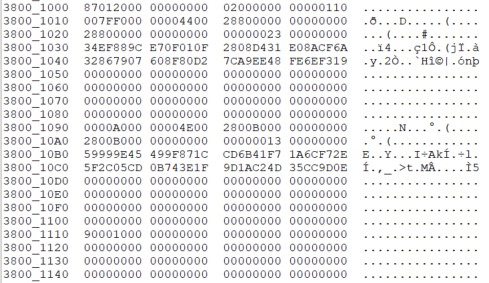 3800_1000 87012000 00000000 02000000 00000110 ................
3800_1010 007FF000 00004400 28800000 00000000 .ð...D.....(....
3800_1020 28800000 00000000 00000023 00000000 ...(....#.......
3800_1030 34EF889C E70F010F 2808D431 E08ACF6A ..ï4...ç1Ô.(jÏ.à
3800_1040 32867907 608F80D2 7CA9EE48 FE6EF319 .y.2Ò..`Hî©|.ónþ
3800_1050 00000000 00000000 00000000 00000000 ................
3800_1060 00000000 00000000 00000000 00000000 ................
3800_1070 00000000 00000000 00000000 00000000 ................
3800_1080 00000000 00000000 00000000 00000000 ................
3800_1090 0000A000 00004E00 2800B000 00000000 .....N...°.(....
3800_10A0 2800B000 00000000 00000013 00000000 .°.(............
3800_10B0 59999E45 499F871C CD6B41F7 1A6CF72E E..Y...I÷AkÍ.÷l.
3800_10C0 5F2C05CD 0B743E1F 9D1AC24D 35CC9D0E Í.,_.>t.MÂ....Ì5
3800_10D0 00000000 00000000 00000000 00000000 ................
3800_10E0 00000000 00000000 00000000 00000000 ................
3800_10F0 00000000 00000000 00000000 00000000 ................
3800_1100 00000000 00000000 00000000 00000000 ................
3800_1110 90001000 00000000 00000000 00000000 ................
3800_1120 00000000 00000000 00000000 00000000 ................
3800_1130 00000000 00000000 00000000 00000000 ................
3800_1140 00000000 00000000 00000000 00000000 ................